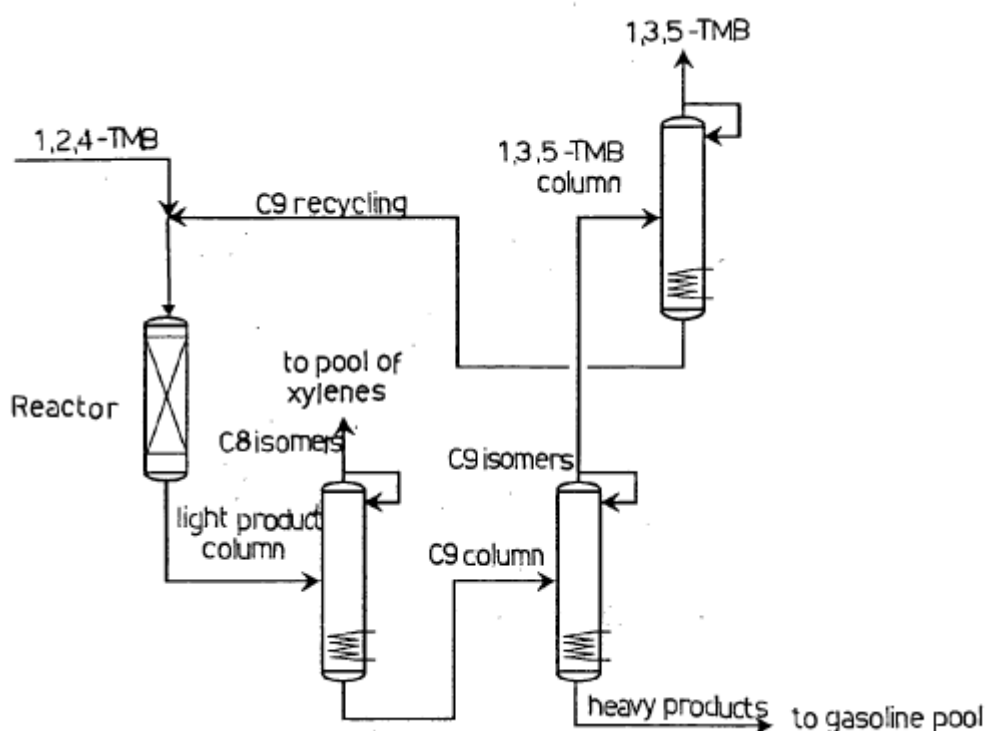 1,3,5-TMB
1,2,4-TMB
1,3,5-TMB
column
C9 recycling
Reactor
to pool of
xylenes
C8 isomers
C9 isomers
light product
column
C9 column
heavy products
to gasoline pool